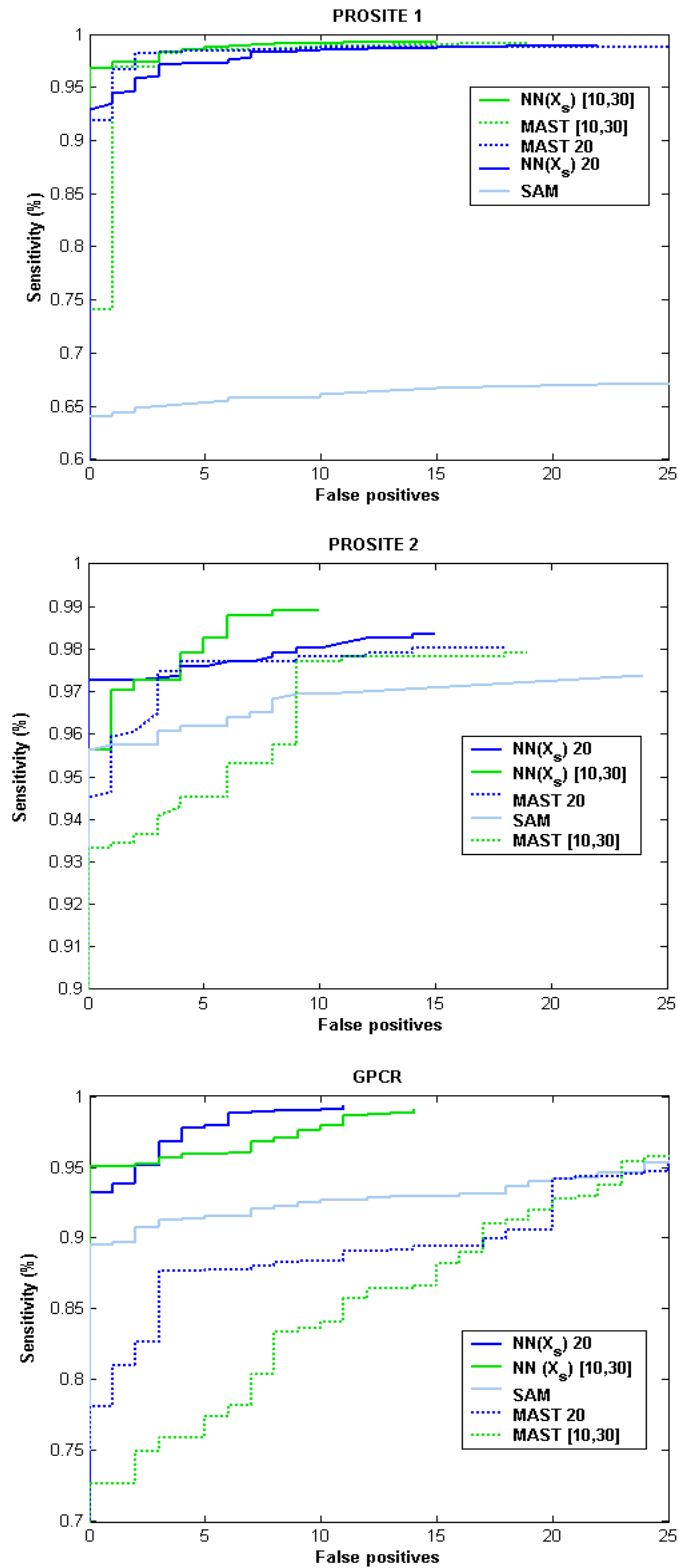 PROSITE 1
1
0.95
0.9
0.85
0.8
0.75
0.7
0.65
0.6
Sensitivity (%)
NN(Xs) [10,30]
MAST [10,30]
MAST 20
NN(Xs) 20
SAM
0 5 10 15 20 25
False positives
PROSITE 2
1
0.99
0.98
0.97
0.96
0.95
0.94
0.93
0.92
0.91
0.9
Sensitivity (%)
NN(Xs) 20
NN(Xs) [10,30]
MAST 20
SAM
MAST [10,30]
0 5 10 15 20 25
False positives
GPCR
1
0.95
0.9
0.85
0.8
0.75
0.7
Sensitivity (%)
NN(Xs) 20
NN (Xs) [10,30]
SAM
MAST 20
MAST [10,30]
0 5 10 15 20 25
False positives